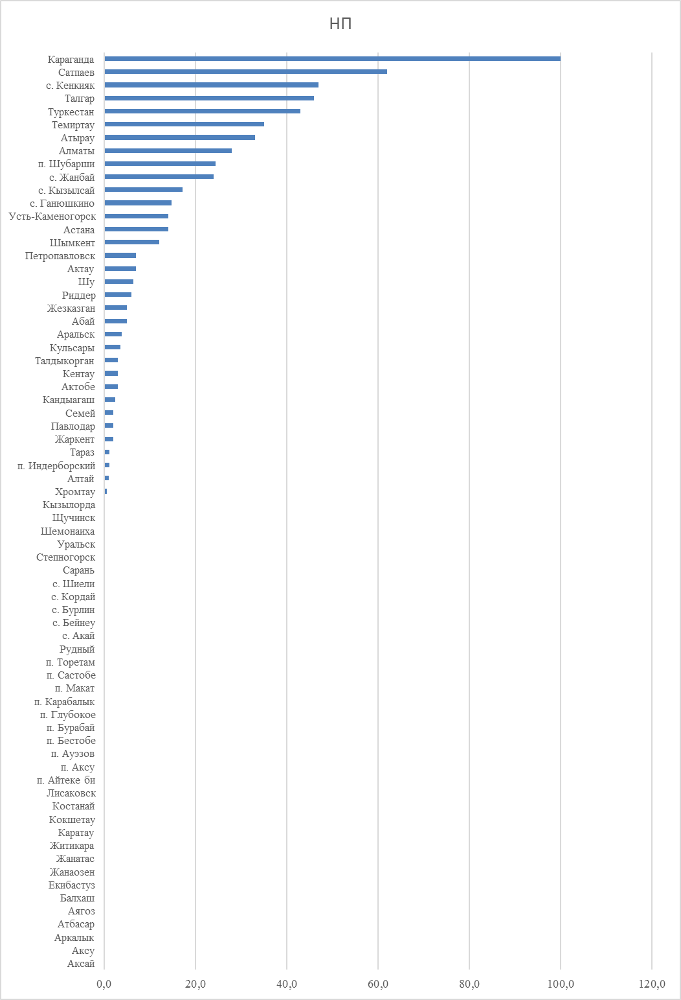 НП
Караганда
Сатпаев
с. Кенкияк
Талгар
Туркестан
Темиртау
Атырау
Алматы
п. Шубарши
с. Жанбай
с. Кызылсай
с. Ганюшкино
Усть-Каменогорск
Астана
Шымкент
Петропавловск
Актау
Шу
Риддер
Жезказган
Абай
Аральск
Кульсары
Талдыкорган
Кентау
Актобе
Кандыагаш
Семей
Павлодар
Жаркент
Тараз
п. Индерборский
Алтай
Хромтау
Кызылорда
Щучинск
Шемонаиха
Уральск
Степногорск
Сарань
с. Шиели
с. Кордай
с. Бурлин
с. Бейнеу
с. Акай
Рудный
п. Торетам
п. Састобе
п. Макат
п. Карабалык
п. Глубокое
п. Бурабай
п. Бестобе
п. Ауэзов
п. Аксу
п. Айтеке би
Лисаковск
Костанай
Кокшетау
Каратау
Житикара
Жанатас
Жанаозен
Екибастуз
Балхаш
Аягоз
Атбасар
Аркалык
Аксу
Аксай
0,0 20,0 40,0 60,0 80,0 100,0 120,0